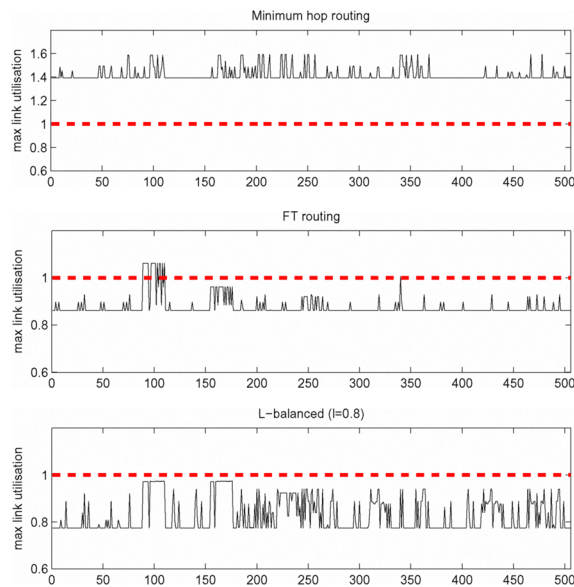 Minimum hop routing
max link utilisation
1.6
1.4
1.2
1
0.8
0.6
0 50 100 150 200 250 300 350 400 450 500
FT routing
max link utilisation
1
0.8
0.6
0 50 100 150 200 250 300 350 400 450 500
L−balanced (l=0.8)
max link utilisation
1
0.8
0.6
0 50 100 150 200 250 300 350 400 450 500